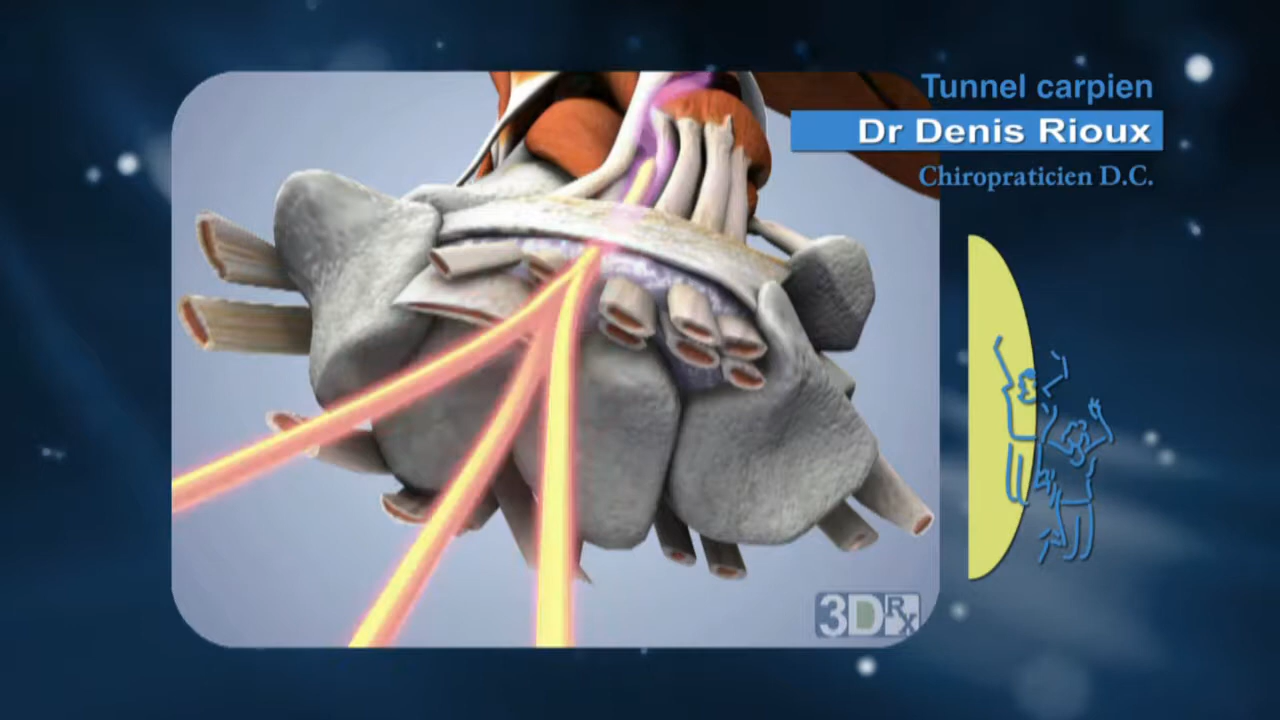 Tunnel carpien
Dr Denis Rioux
Chiropraticien D.C.
3DRx